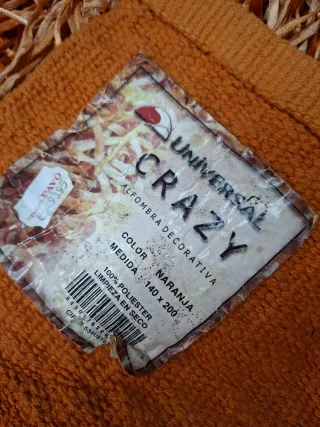 UNIVERSAL
CRAZY
ALFOMBRA DECORATIVA
COLOR NARANJA
MEDIDA: 140 x 200
100% POLIESTER
LIMPIEZA EN SECO